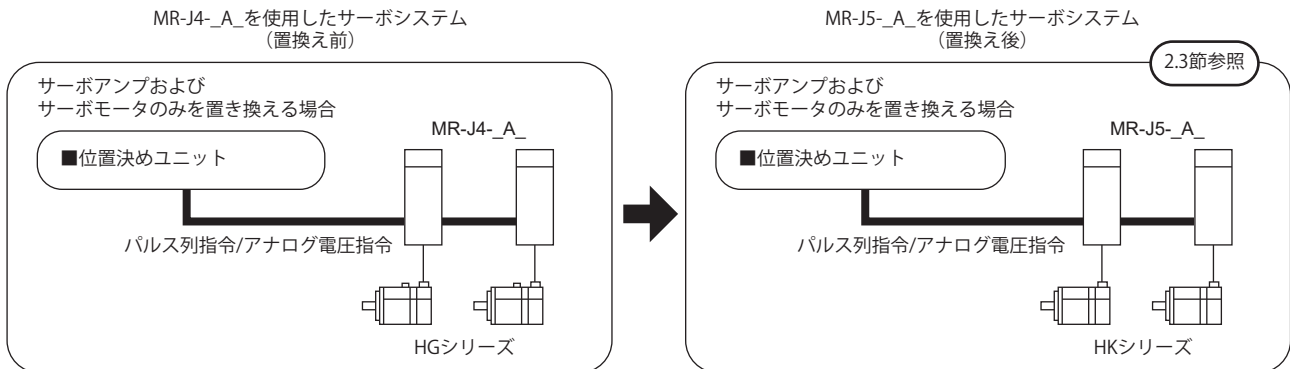 MR-J4-_A_を使用したサーボシステム
（置換え前）
サーボアンプおよび
サーボモータのみを置き換える場合
MR-J4-_A_
■位置決めユニット
パルス列指令/アナログ電圧指令
HGシリーズ
MR-J5-_A_を使用したサーボシステム
（置換え後）
2.3節参照
サーボアンプおよび
サーボモータのみを置き換える場合
MR-J5-_A_
■位置決めユニット
パルス列指令/アナログ電圧指令
HKシリーズ